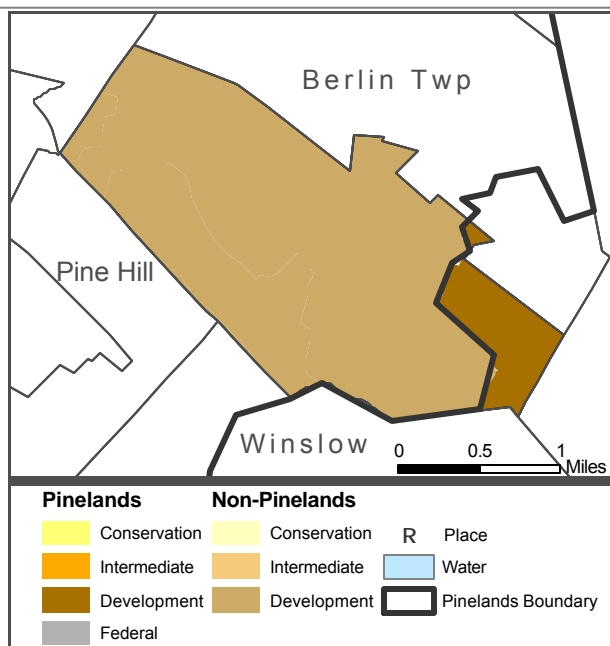 Berlin Twp
Pine Hill
Winslow
0 0.5 1
Miles
Pinelands Non-Pinelands
Conservation Conservation R Place
Intermediate Intermediate Water
Development Development Pinelands Boundary
Federal